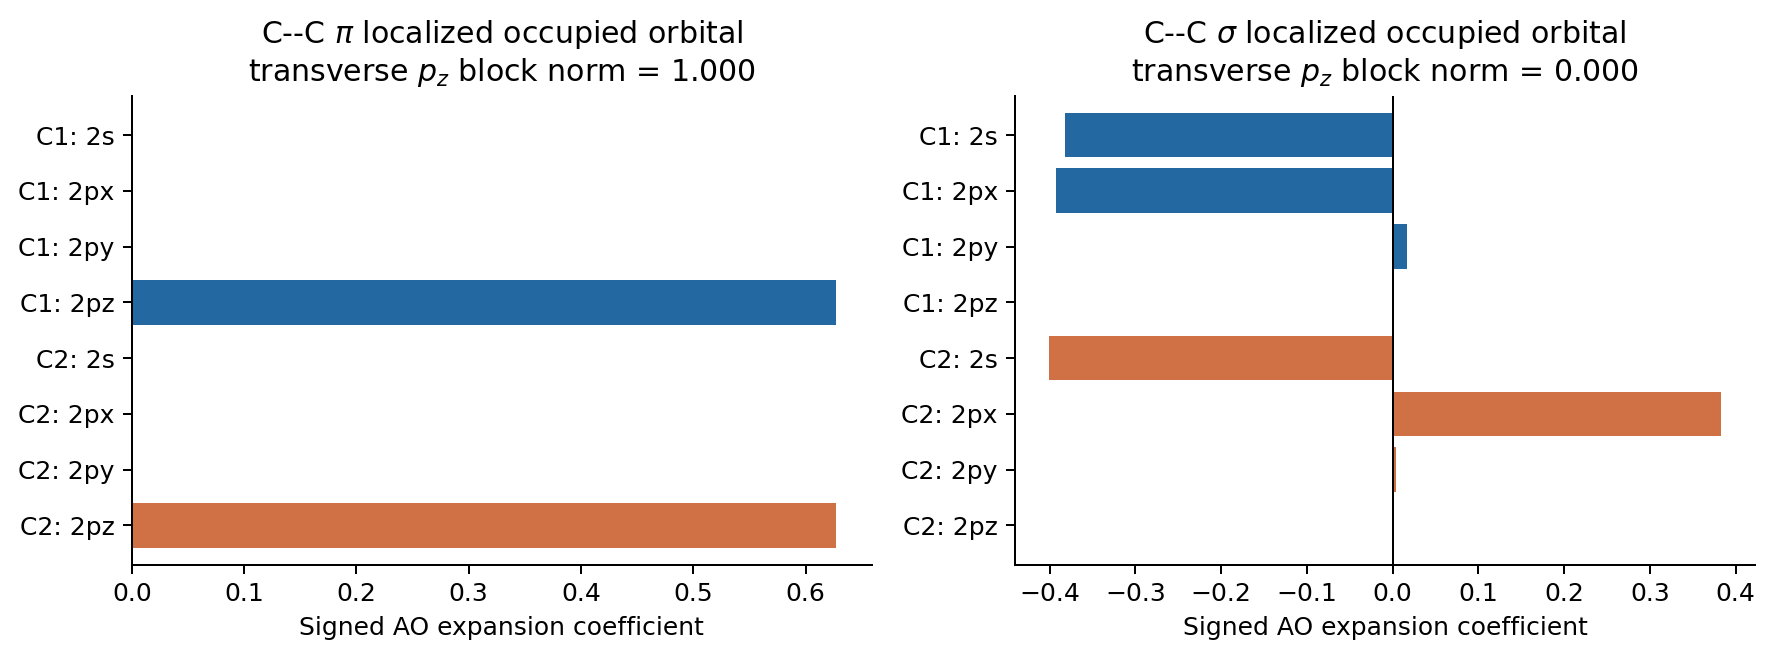 C--C π localized occupied orbital
transverse p_z block norm = 1.000
C1: 2s
C1: 2px
C1: 2py
C1: 2pz
C2: 2s
C2: 2px
C2: 2py
C2: 2pz
0.0 0.1 0.2 0.3 0.4 0.5 0.6
Signed AO expansion coefficient
C--C σ localized occupied orbital
transverse p_z block norm = 0.000
C1: 2s
C1: 2px
C1: 2py
C1: 2pz
C2: 2s
C2: 2px
C2: 2py
C2: 2pz
−0.4 −0.3 −0.2 −0.1 0.0 0.1 0.2 0.3 0.4
Signed AO expansion coefficient